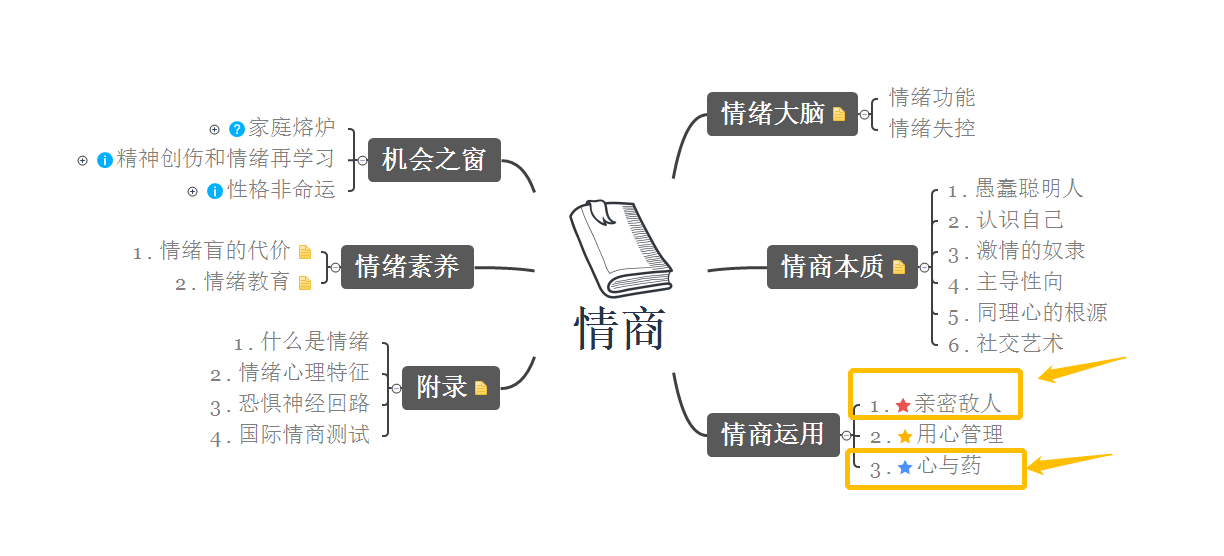 情商
情绪大脑
情绪功能
情绪失控
情商本质
1 . 愚蠢聪明人
2 . 认识自己
3 . 激情的奴隶
4 . 主导性向
5 . 同理心的根源
6 . 社交艺术
情商运用
1 . 亲密敌人
2 . 用心管理
3 . 心与药
机会之窗
家庭熔炉
精神创伤和情绪再学习
性格非命运
情绪素养
1 . 情绪盲的代价
2 . 情绪教育
附录
1 . 什么是情绪
2 . 情绪心理特征
3 . 恐惧神经回路
4 . 国际情商测试